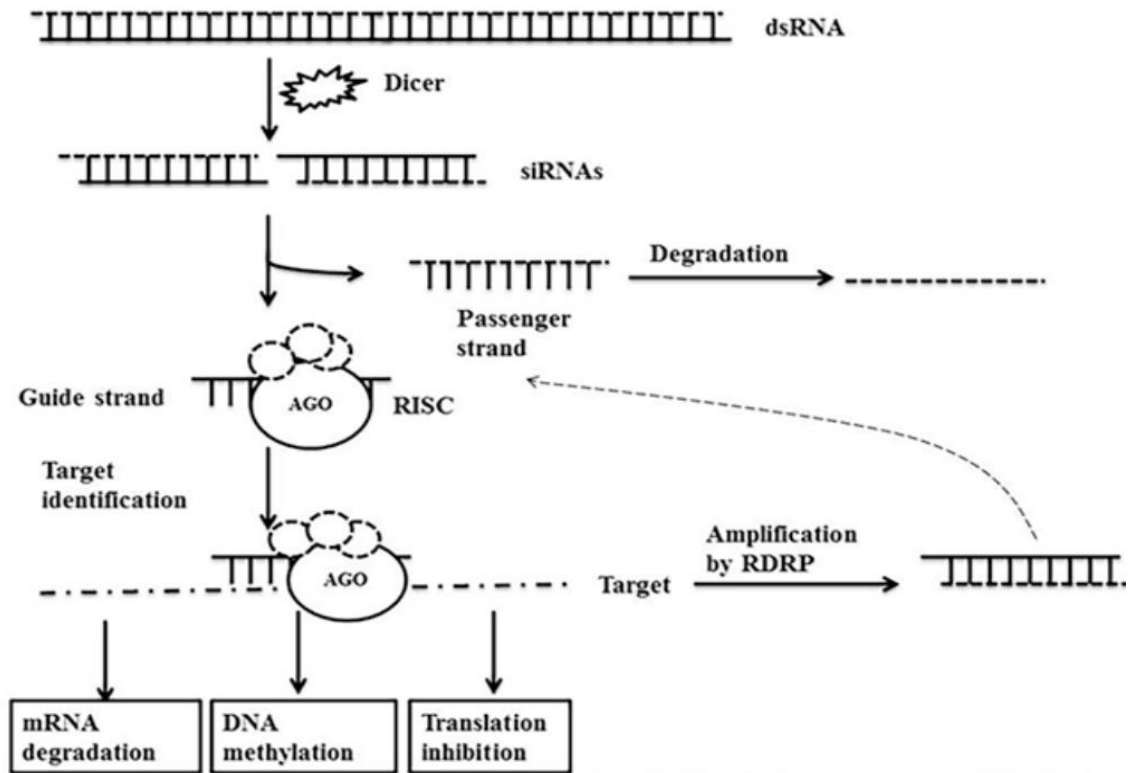 dsRNA
Dicer
siRNAs
Degradation
Passenger
strand
Guide strand
AGO
RISC
Target
identification
AGO
Target
Amplification
by RDRP
mRNA
degradation
DNA
methylation
Translation
inhibition